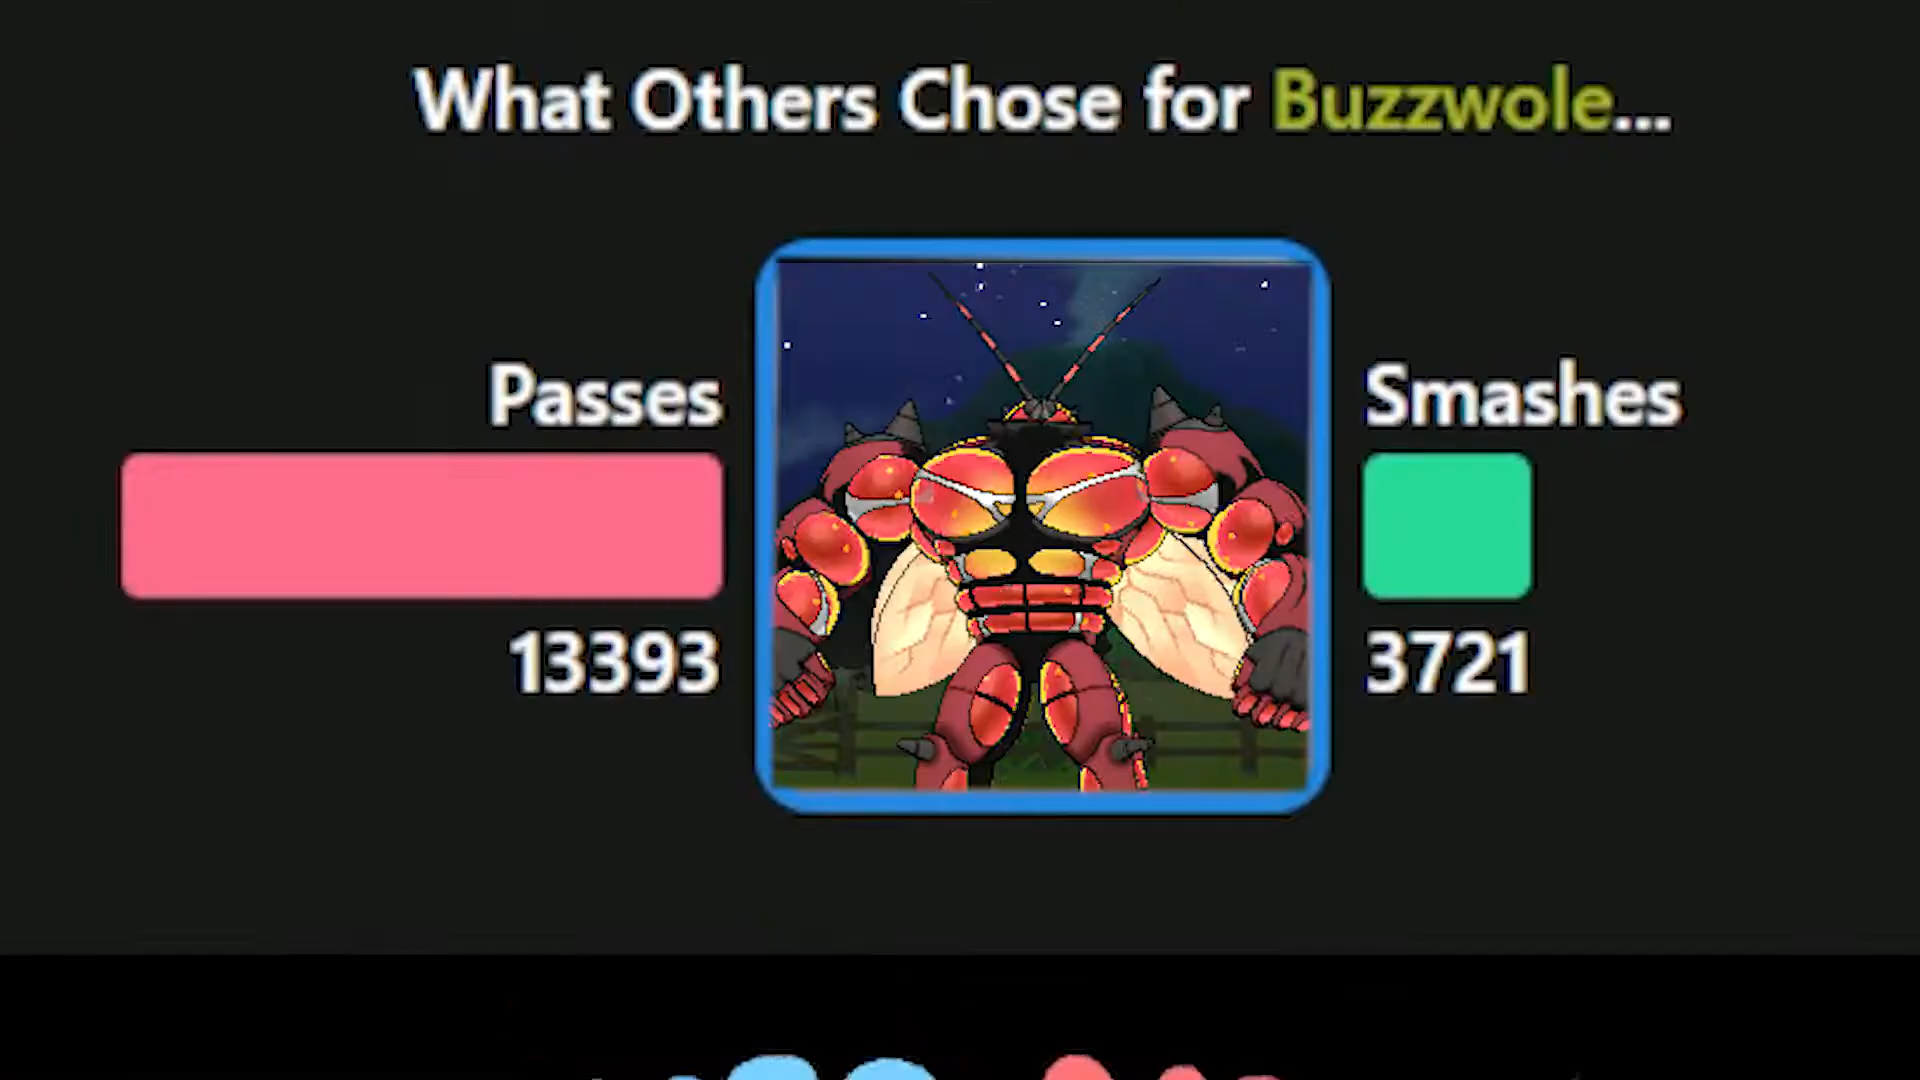 What Others Chose for Buzzwole...
Passes
Smashes
13393
3721